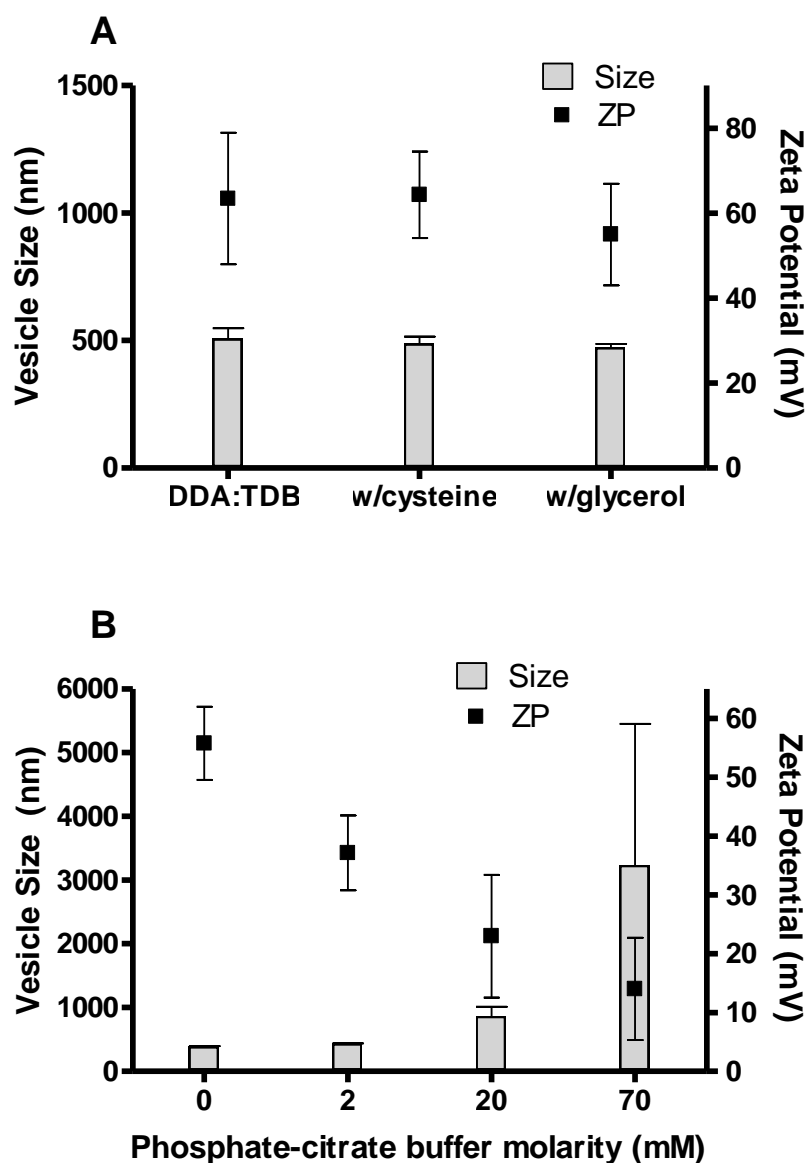 A
Size
ZP
1500
1000
500
0
Vesicle Size (nm)
80
60
40
20
0
Zeta Potential (mV)
DDA:TDB w/cysteine w/glycerol
B
Size
ZP
6000
5000
4000
3000
2000
1000
0
Vesicle Size (nm)
60
50
40
30
20
10
0
Zeta Potential (mV)
0 2 20 70
Phosphate-citrate buffer molarity (mM)